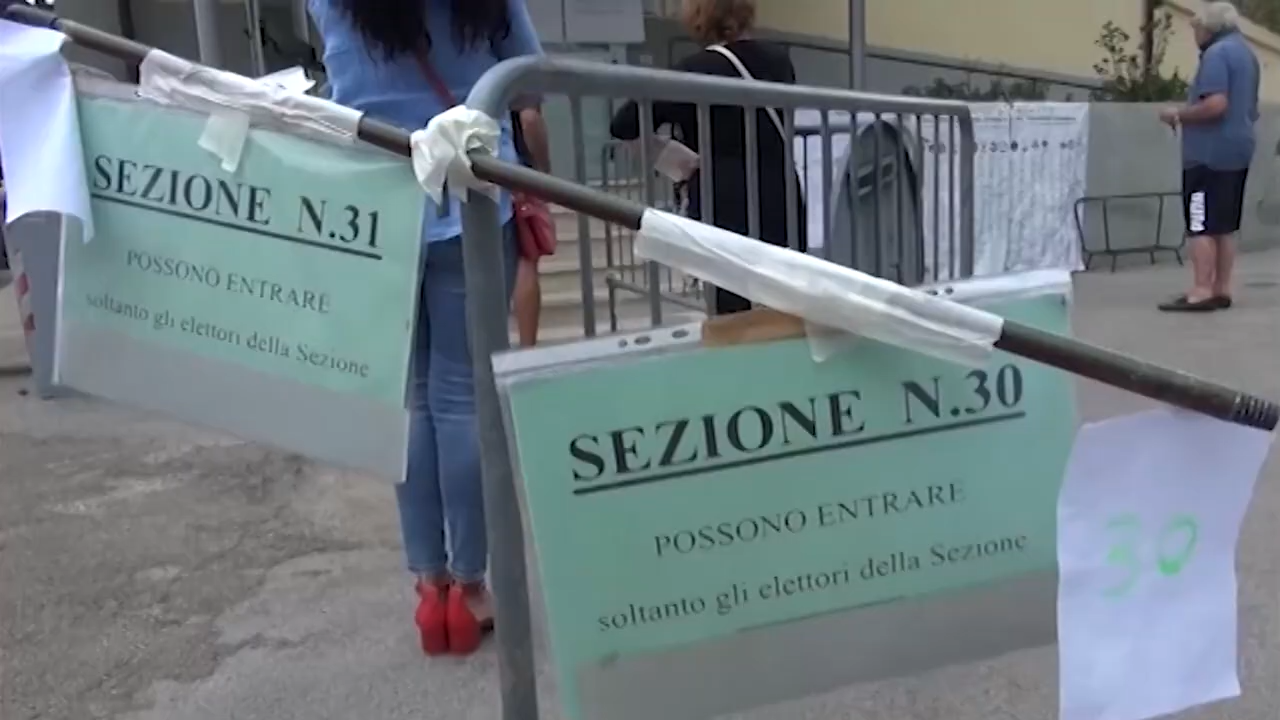 SEZIONE N.31
POSSONO ENTRARE
soltanto gli elettori della Sezione
SEZIONE N.30
POSSONO ENTRARE
soltanto gli elettori della Sezione
30
PUMA